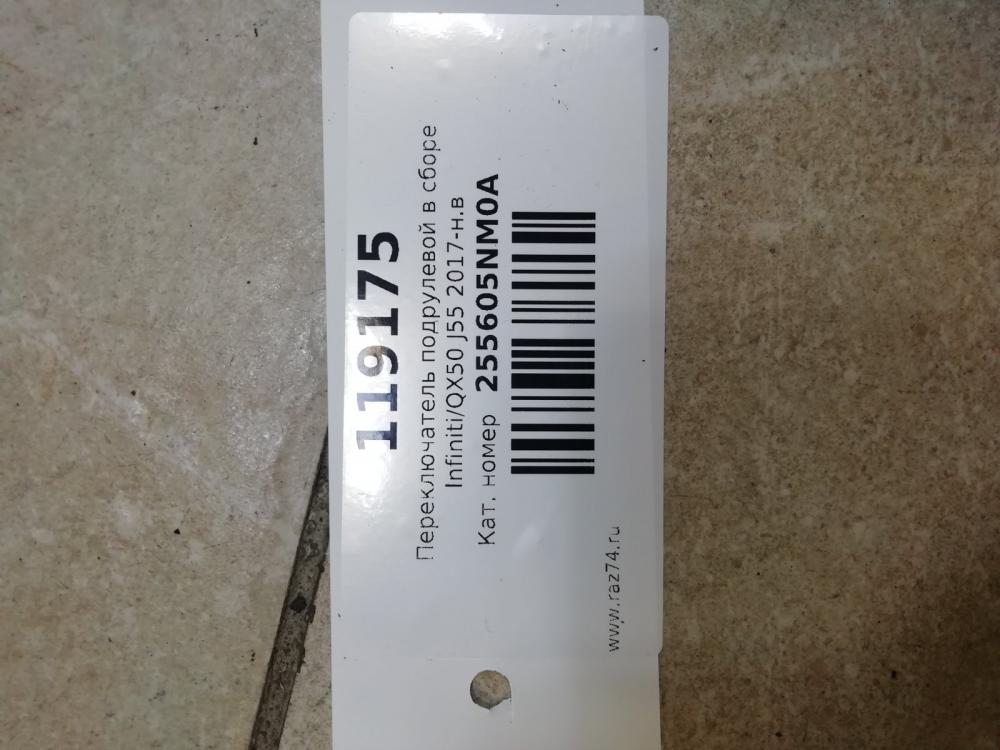 119175
Переключатель подрулевой в сборе
Infiniti/QX50 J55 2017-н.в
Кат. номер 255605NM0A
www.raz74.ru